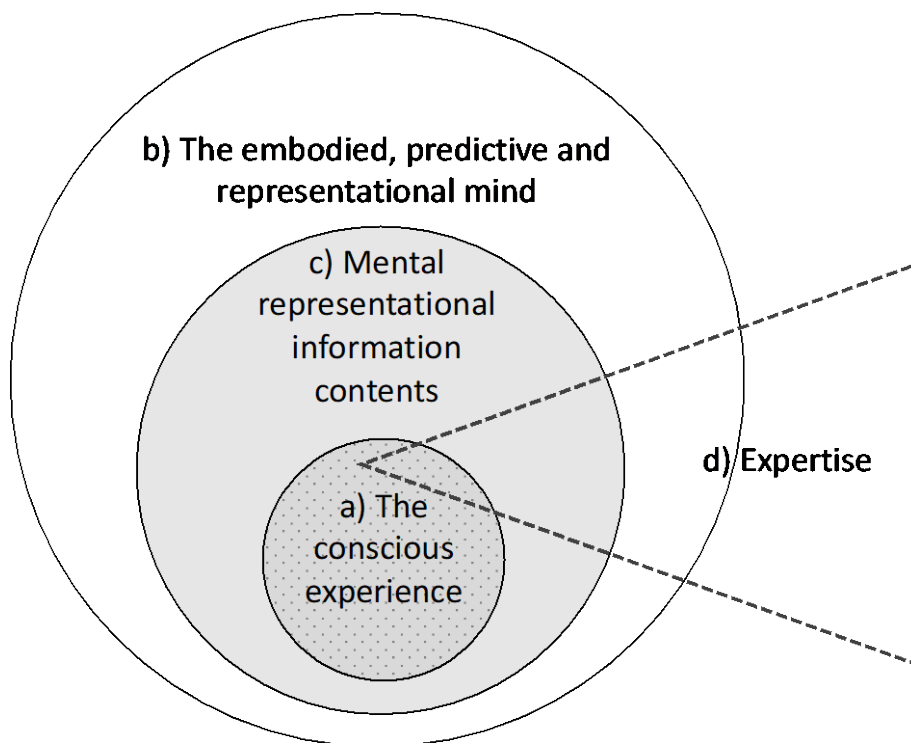 b) The embodied, predictive and
representational mind
c) Mental
representational
information
contents
d) Expertise
a) The
conscious
experience